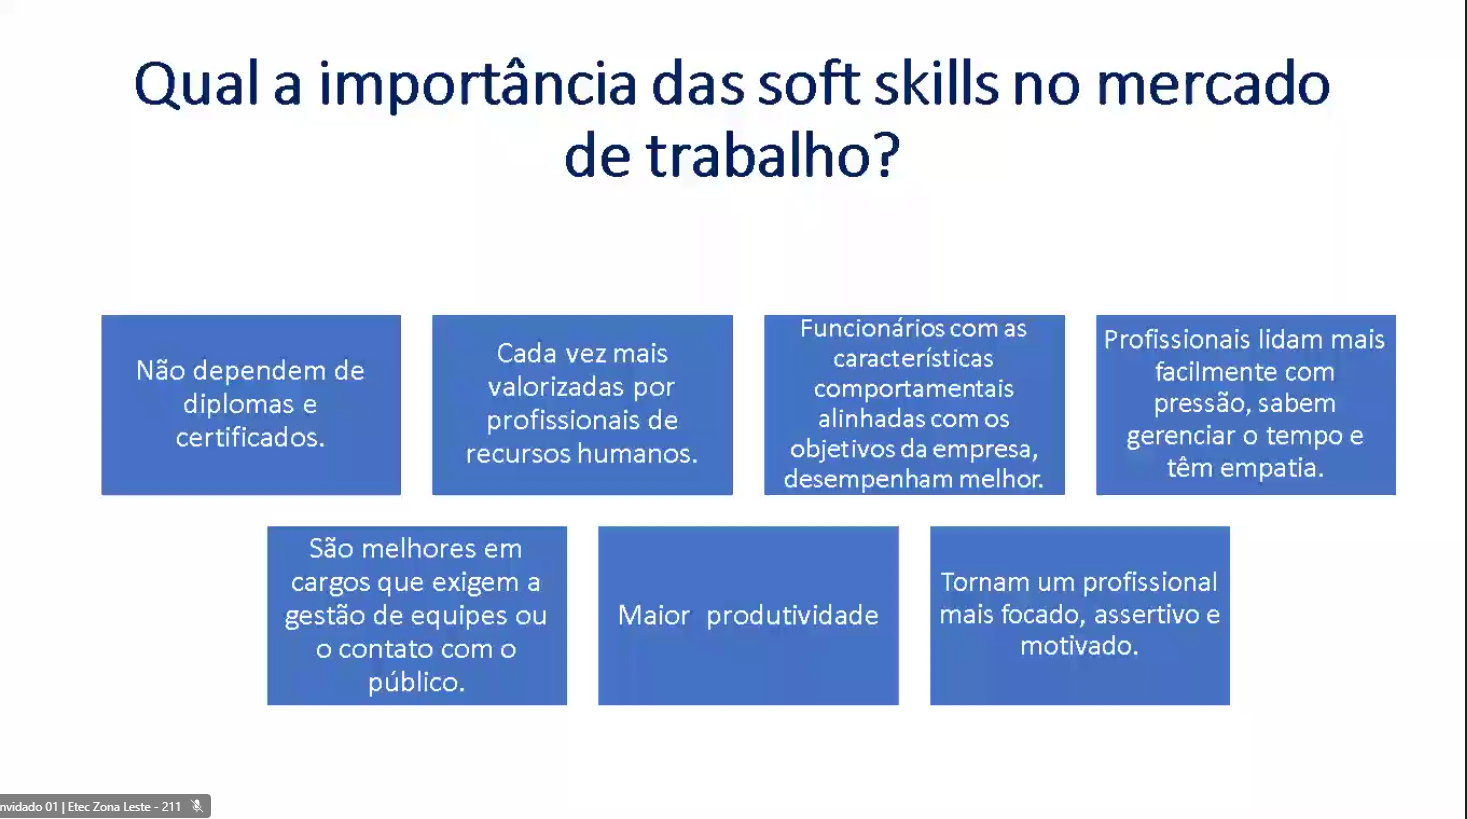 Qual a importância das soft skills no mercado
de trabalho?
Não dependem de
diplomas e
certificados.
Cada vez mais
valorizadas por
profissionais de
recursos humanos.
Funcionários com as
características
comportamentais
alinhadas com os
objetivos da empresa,
desempenham melhor.
Profissionais lidam mais
facilmente com
pressão, sabem
gerenciar o tempo e
têm empatia.
São melhores em
cargos que exigem a
gestão de equipes ou
o contato com o
público.
Maior produtividade
Tornam um profissional
mais focado, assertivo e
motivado.
nvidado 01 | Etec Zona Leste - 211